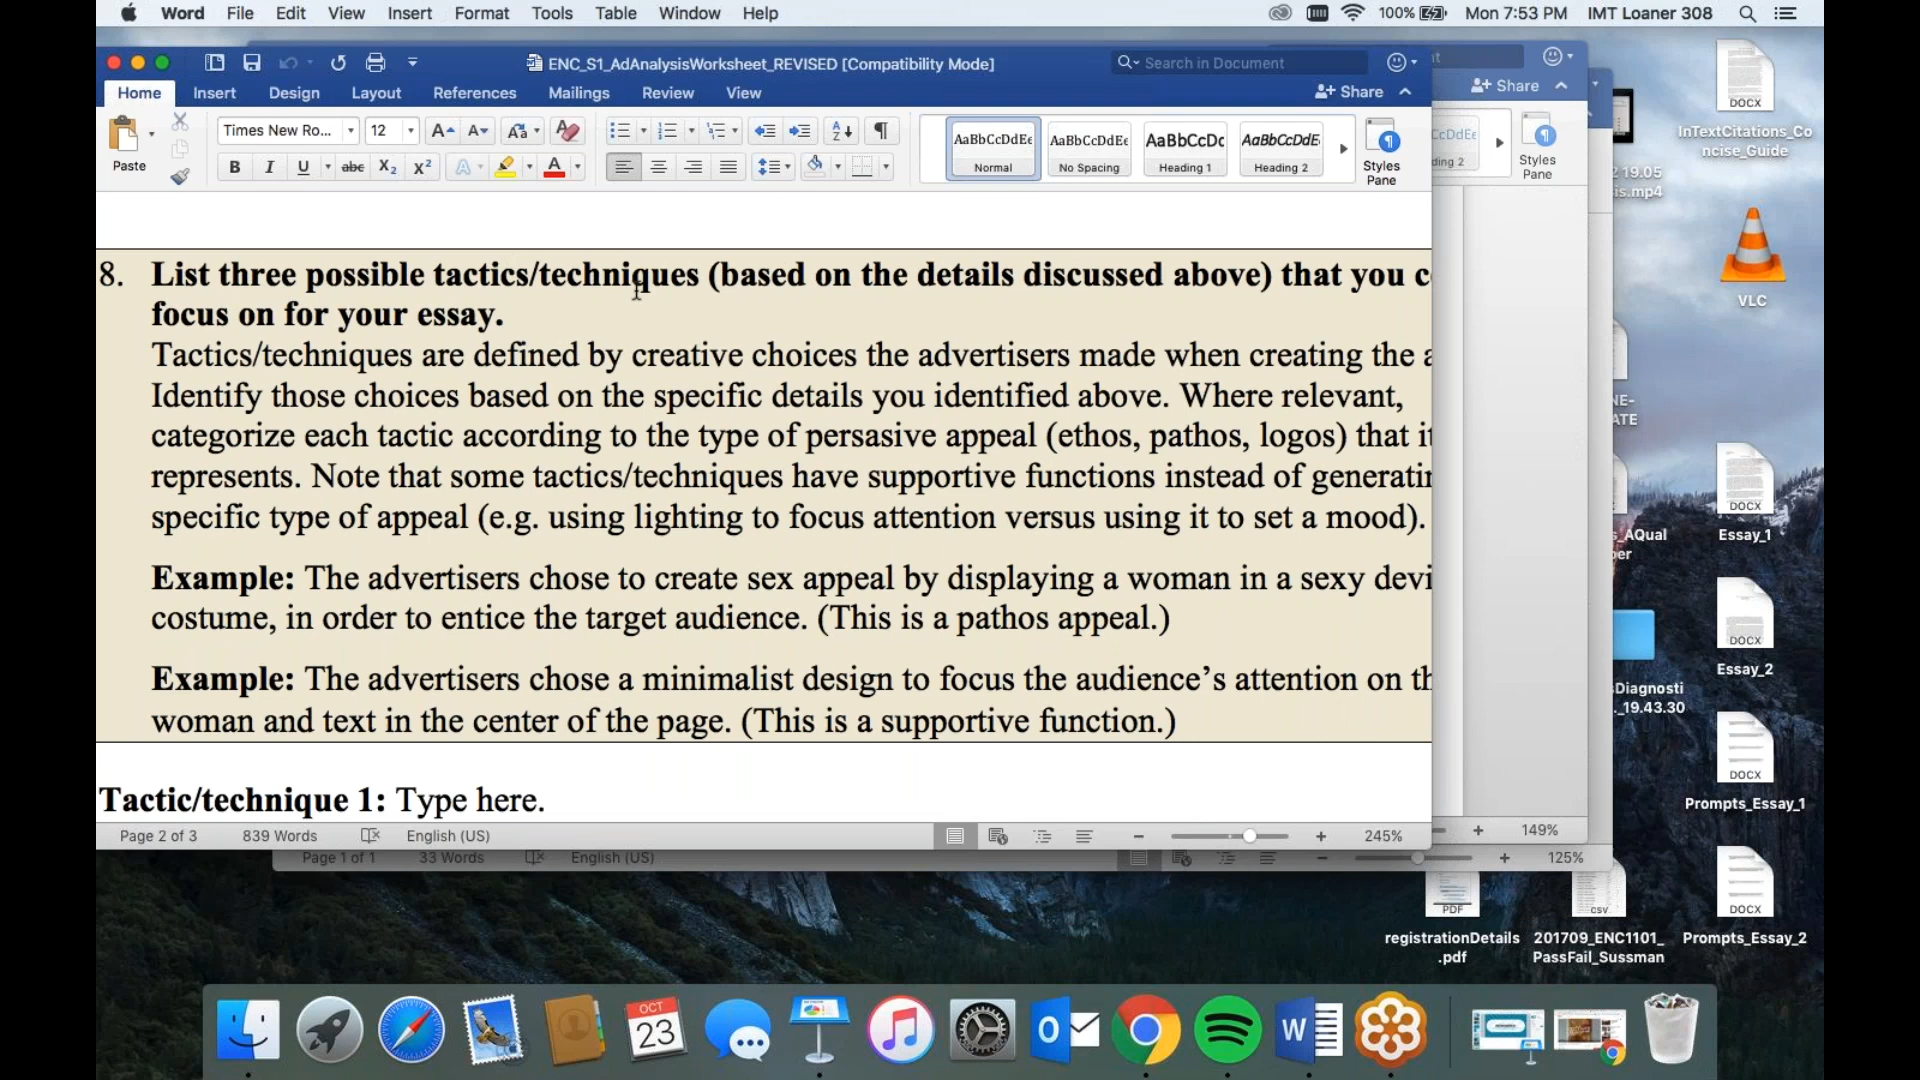 Word File Edit View Insert Format Tools Table Window Help 100% Mon 7:53 PM IMT Loaner 308
ENC_S1_AdAnalysisWorksheet_REVISED [Compatibility Mode]
Search in Document
Home Insert Design Layout References Mailings Review View Share
Share
Paste
Times New Ro... 12
AaBbCcDdEe AaBbCcDdEe AaBbCcDc AaBbCcDdE
Normal No Spacing Heading 1 Heading 2
Styles
Pane
Styles
Pane
8. List three possible tactics/techniques (based on the details discussed above) that you c
focus on for your essay.
Tactics/techniques are defined by creative choices the advertisers made when creating the a
Identify those choices based on the specific details you identified above. Where relevant,
categorize each tactic according to the type of persasive appeal (ethos, pathos, logos) that it
represents. Note that some tactics/techniques have supportive functions instead of generatin
specific type of appeal (e.g. using lighting to focus attention versus using it to set a mood).
Example: The advertisers chose to create sex appeal by displaying a woman in a sexy devi
costume, in order to entice the target audience. (This is a pathos appeal.)
Example: The advertisers chose a minimalist design to focus the audience’s attention on th
woman and text in the center of the page. (This is a supportive function.)
Tactic/technique 1: Type here.
Page 2 of 3 839 Words English (US) 245%
149%
Page 1 of 1 33 Words English (US) 125%
DOCX
InTextCitations_Co
ncise_Guide
19.05
is.mp4
VLC
NE-
ATE
DOCX
Essay_1
DOCX
Essay_2
Diagnosti
_19.43.30
DOCX
Prompts_Essay_1
DOCX
Prompts_Essay_2
PDF
registrationDetails
.pdf
csv
201709_ENC1101_
PassFail_Sussman
OCT
23